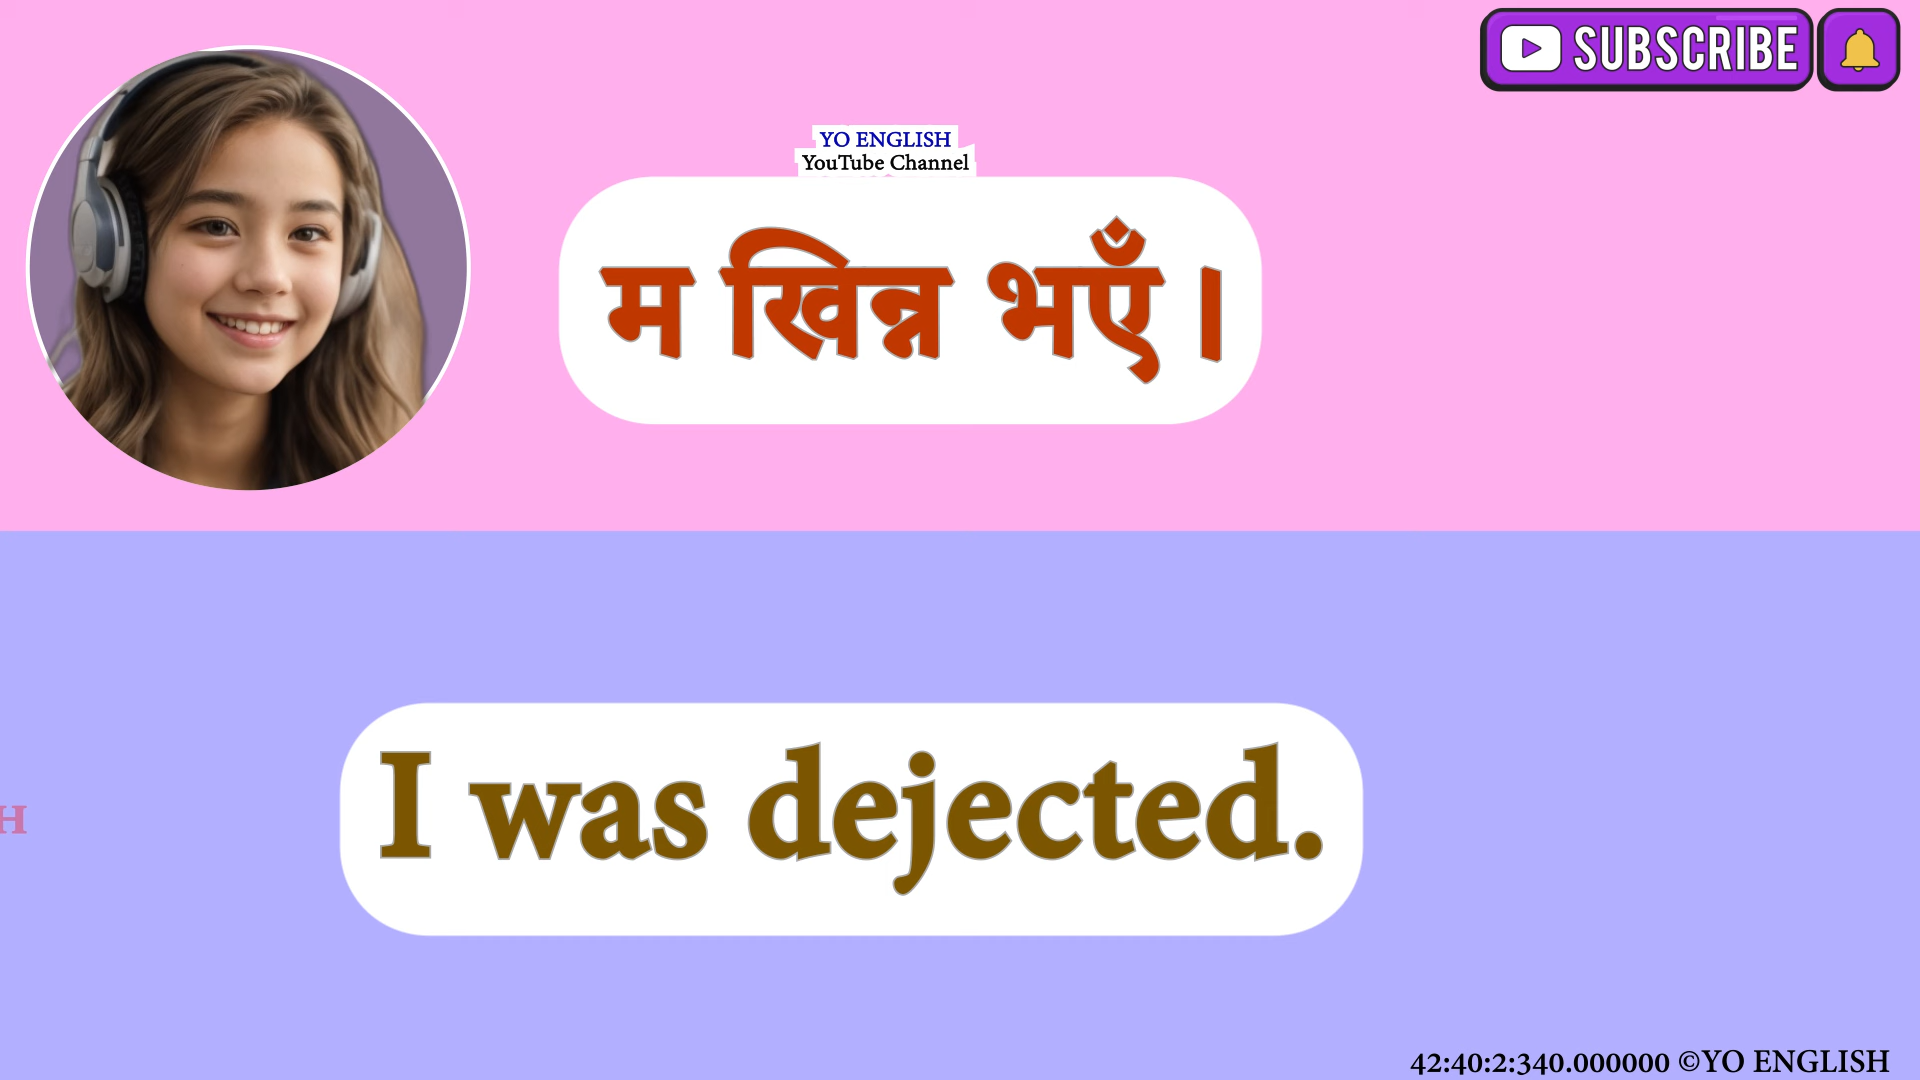 SUBSCRIBE
YO ENGLISH
YouTube Channel
म खिन्न भएँ ।
I was dejected.
H
42:40:2:340.000000 ©YO ENGLISH